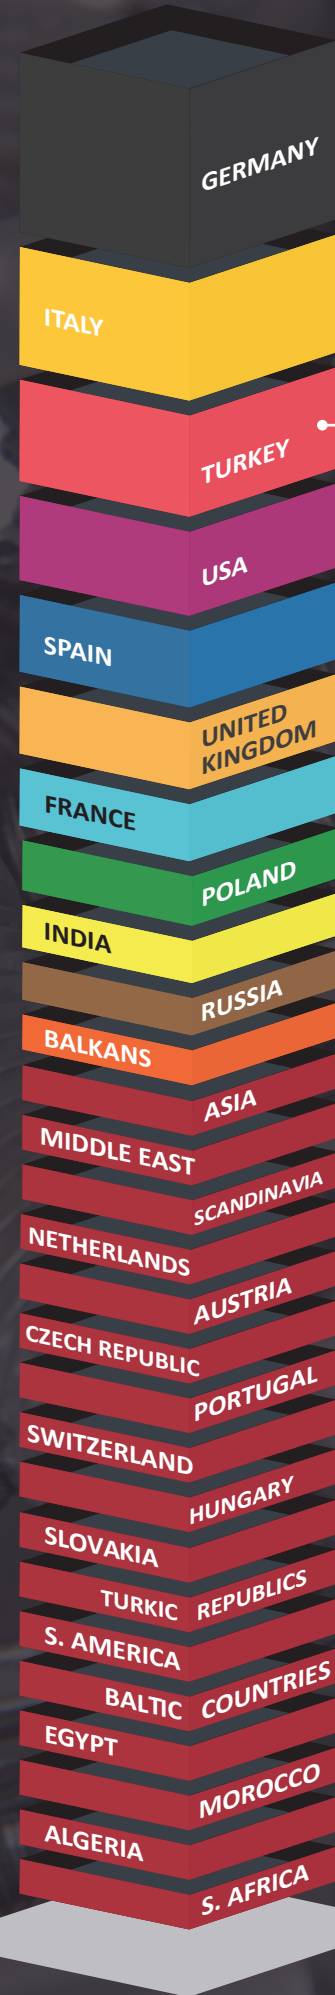 GERMANY
ITALY
TURKEY
USA
SPAIN
UNITED
KINGDOM
FRANCE
POLAND
INDIA
RUSSIA
BALKANS
ASIA
MIDDLE EAST
SCANDINAVIA
NETHERLANDS
AUSTRIA
CZECH REPUBLIC
PORTUGAL
SWITZERLAND
HUNGARY
SLOVAKIA
TURKIC REPUBLICS
S. AMERICA
BALTIC COUNTRIES
EGYPT
MOROCCO
ALGERIA
S. AFRICA